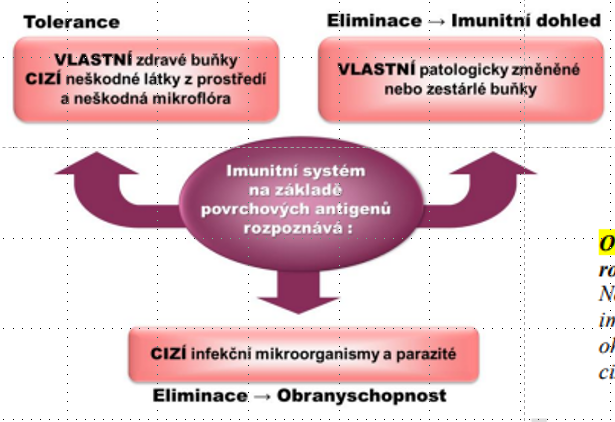 Tolerance
VLASTNÍ zdravé buňky
CIZÍ neškodné látky z prostředí
a neškodná mikroflóra
Eliminace → Imunitní dohled
VLASTNÍ patologicky změněné
nebo zestárlé buňky
Imunitní systém
na základě
povrchových antigenů
rozpoznává :
CIZÍ infekční mikroorganismy a parazité
Eliminace → Obranyschopnost